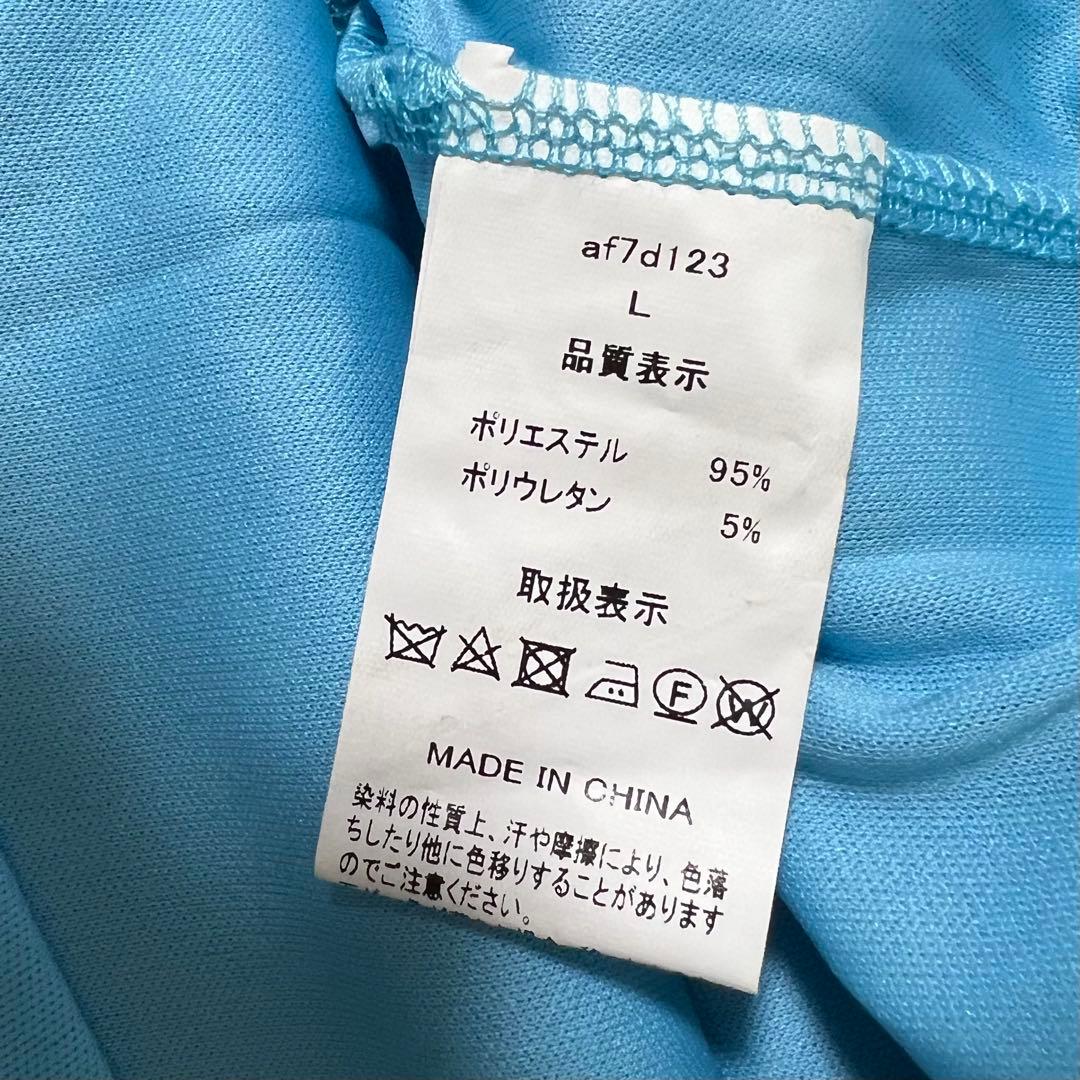 af7d123
L
品質表示
ポリエステル 95%
ポリウレタン 5%
取扱表示
F W
MADE IN CHINA
染料の性質上、汗や摩擦により、色落
ちしたり他に色移りすることがあります
のでご注意ください。